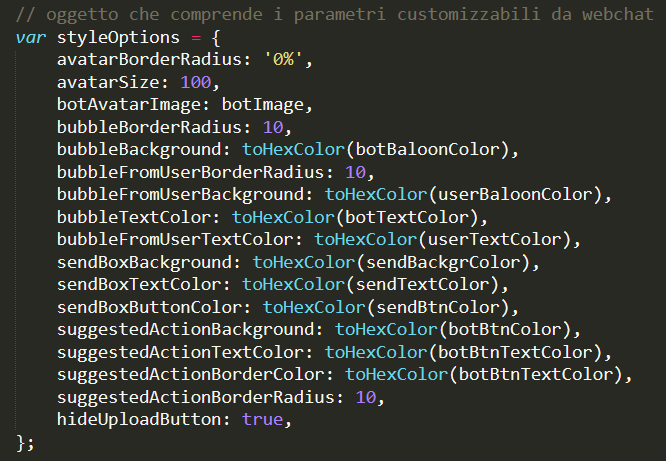 // oggetto che comprende i parametri customizzabili da webchat
var styleOptions = {
    avatarBorderRadius: '0%',
    avatarSize: 100,
    botAvatarImage: botImage,
    bubbleBorderRadius: 10,
    bubbleBackground: toHexColor(botBaloonColor),
    bubbleFromUserBorderRadius: 10,
    bubbleFromUserBackground: toHexColor(userBaloonColor),
    bubbleTextColor: toHexColor(botTextColor),
    bubbleFromUserTextColor: toHexColor(userTextColor),
    sendBoxBackground: toHexColor(sendBackgrColor),
    sendBoxTextColor: toHexColor(sendTextColor),
    sendBoxButtonColor: toHexColor(sendBtnColor),
    suggestedActionBackground: toHexColor(botBtnColor),
    suggestedActionTextColor: toHexColor(botBtnTextColor),
    suggestedActionBorderColor: toHexColor(botBtnTextColor),
    suggestedActionBorderRadius: 10,
    hideUploadButton: true,
};